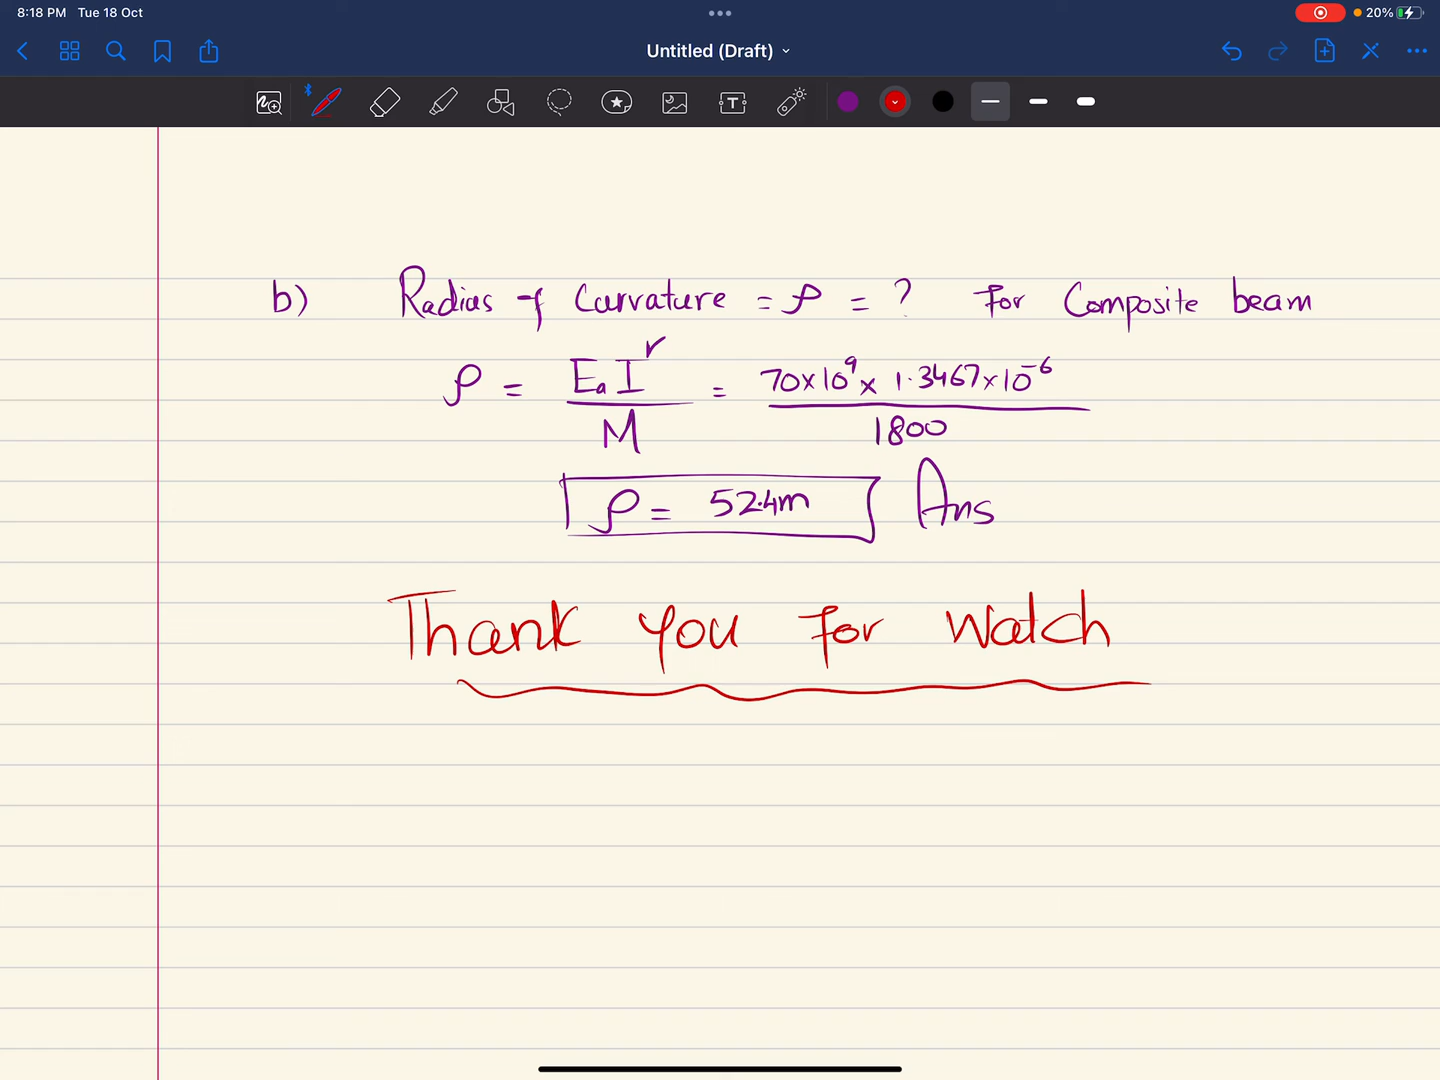 8:18 PM Tue 18 Oct
20%
Untitled (Draft)
T
b) Radius of Curvature = ρ = ? For Composite beam
ρ = EₐI / M = 70×10⁹ × 1.3467×10⁻⁶ / 1800
ρ = 52.4m Ans
Thank you for watch